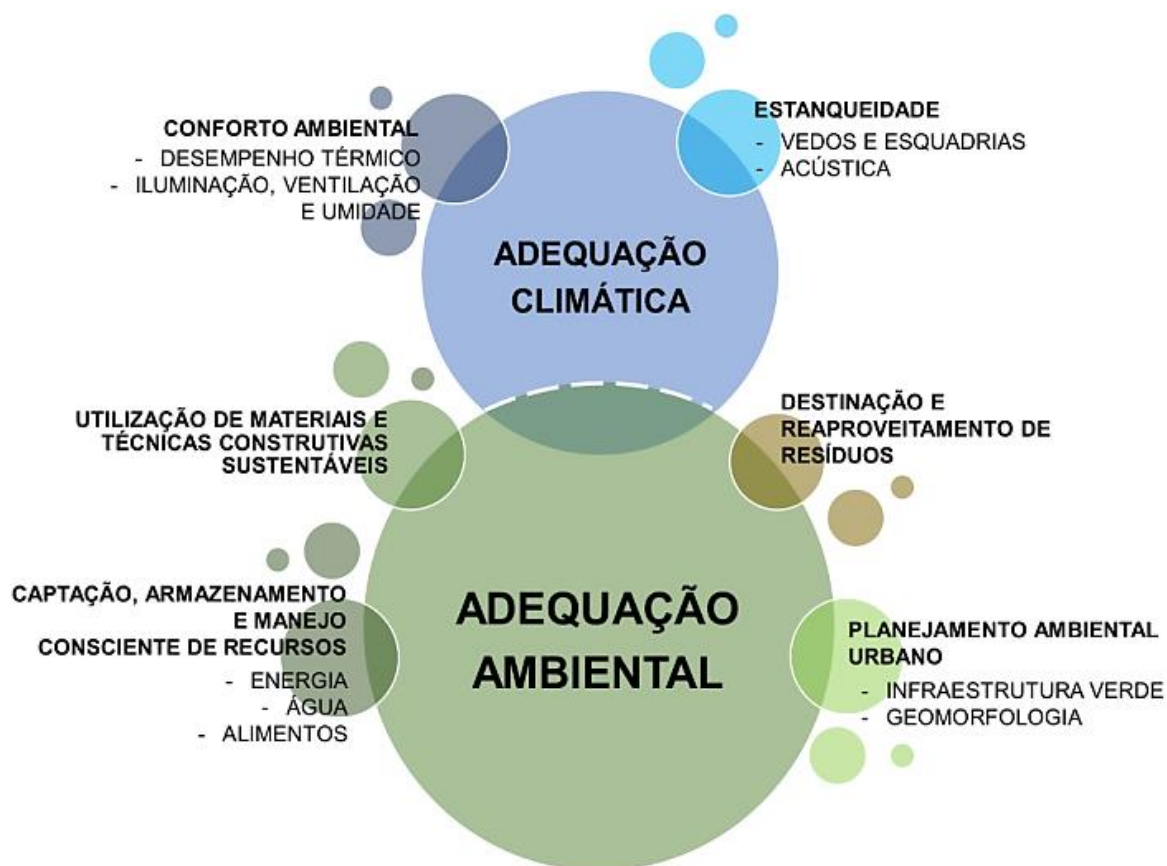 CONFORTO AMBIENTAL
- DESEMPENHO TÉRMICO
- ILUMINAÇÃO, VENTILAÇÃO
E UMIDADE
ESTANQUEIDADE
- VEDOS E ESQUADRIAS
- ACÚSTICA
ADEQUAÇÃO
CLIMÁTICA
UTILIZAÇÃO DE MATERIAIS E
TÉCNICAS CONSTRUTIVAS
SUSTENTÁVEIS
DESTINAÇÃO E
REAPROVEITAMENTO DE
RESÍDUOS
CAPTAÇÃO, ARMAZENAMENTO
E MANEJO
CONSCIENTE DE RECURSOS
- ENERGIA
- ÁGUA
- ALIMENTOS
ADEQUAÇÃO
AMBIENTAL
PLANEJAMENTO AMBIENTAL
URBANO
- INFRAESTRUTURA VERDE
- GEOMORFOLOGIA